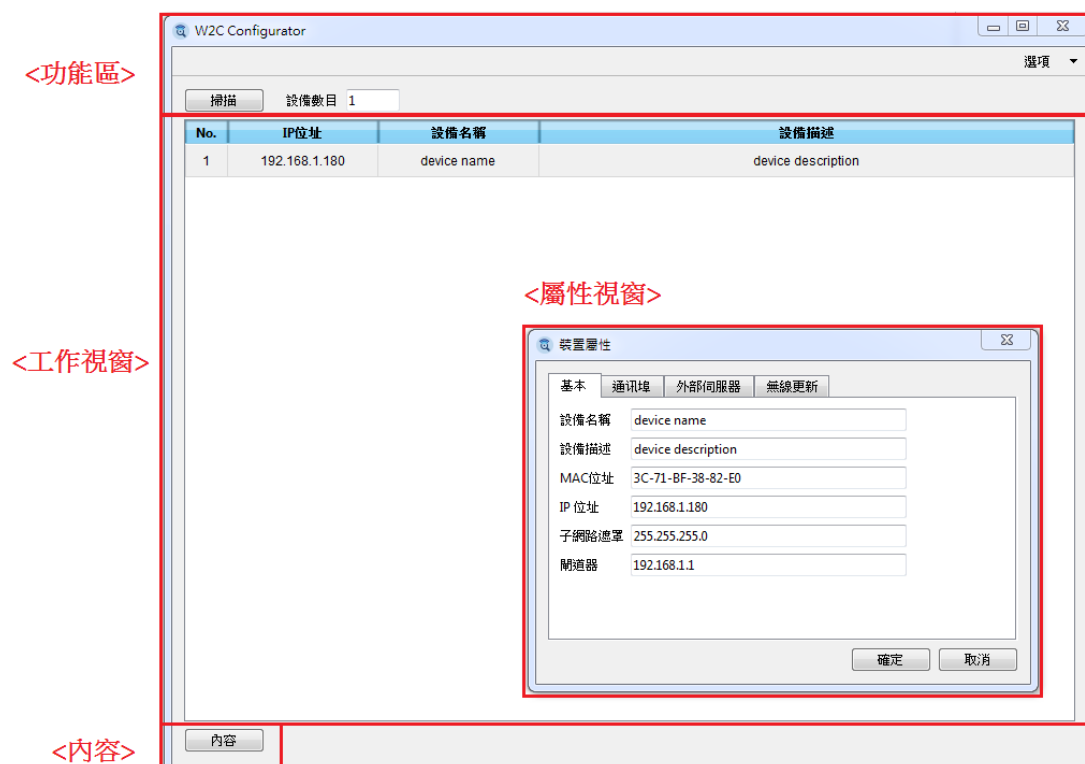 W2C Configurator
<功能區>
選項
掃描 設備數目 1
No. IP位址 設備名稱 設備描述
1 192.168.1.180 device name device description
<屬性視窗>
<工作視窗>
裝置屬性
基本 通讯埠 外部伺服器 無線更新
設備名稱 device name
設備描述 device description
MAC位址 3C-71-BF-38-82-E0
IP 位址 192.168.1.180
子網路遮罩 255.255.255.0
閘道器 192.168.1.1
確定 取消
<内容>
內容